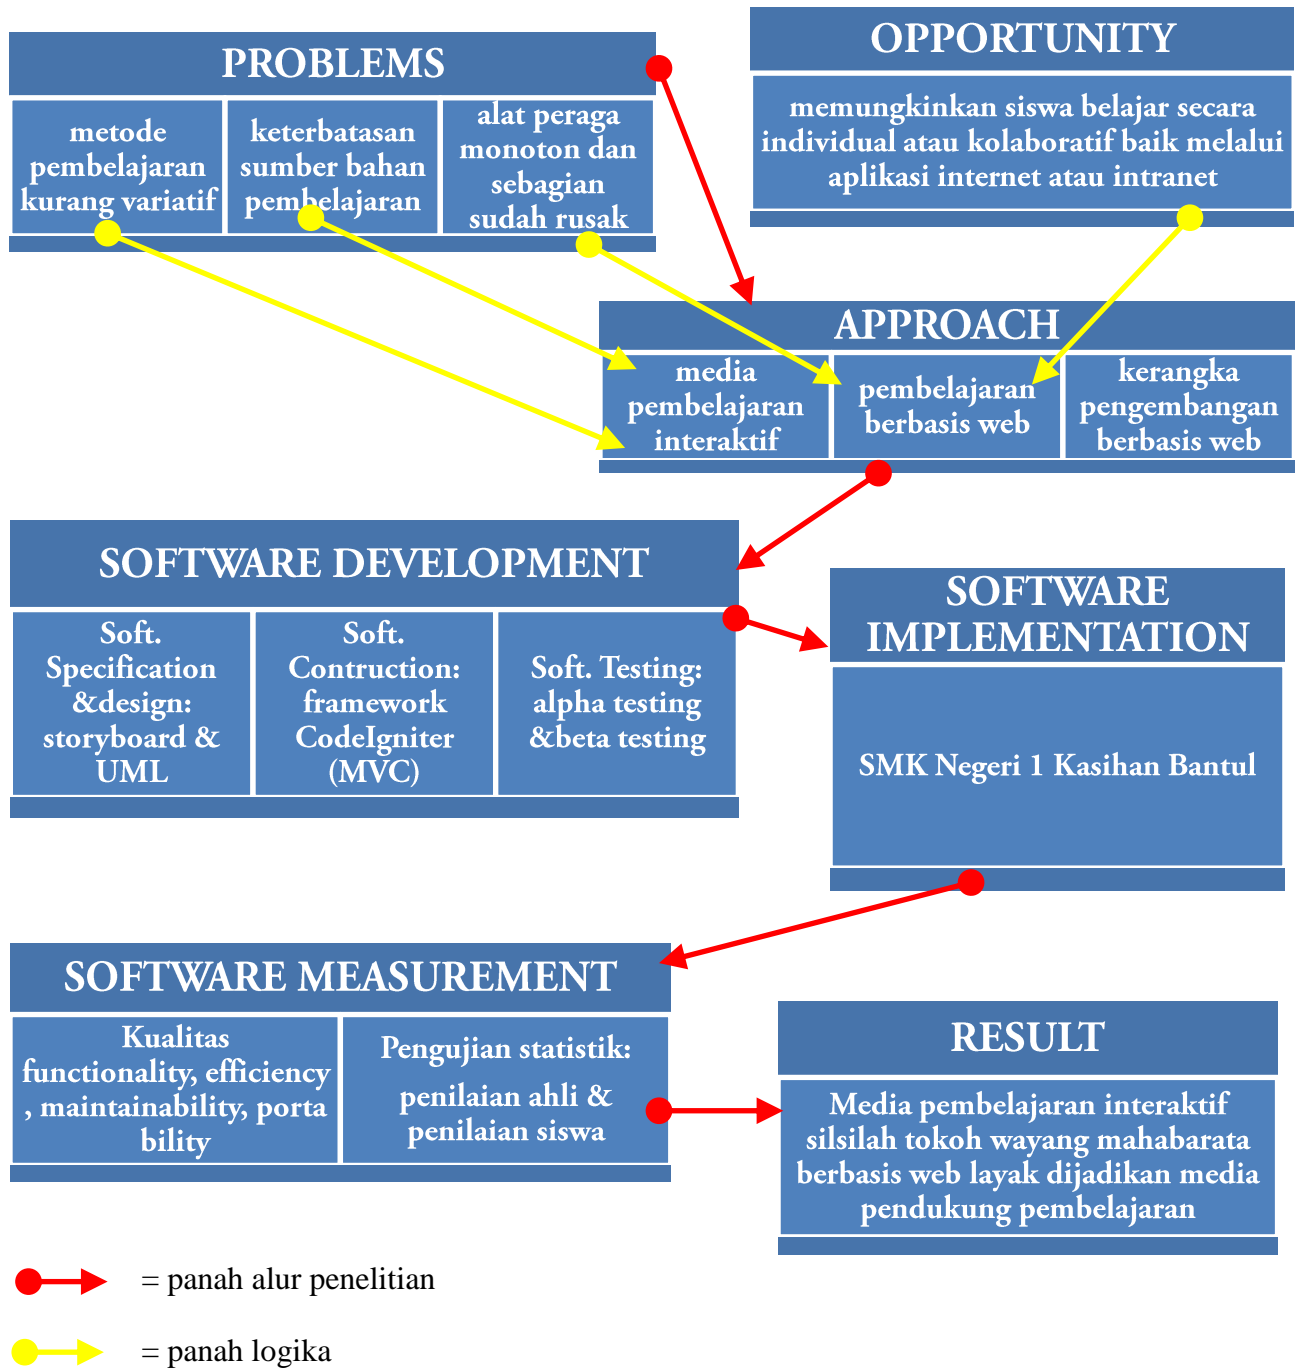 PROBLEMS
metode
pembelajaran
kurang variatif
keterbatasan
sumber bahan
pembelajaran
alat peraga
monoton dan
sebagian
sudah rusak
OPPORTUNITY
memungkinkan siswa belajar secara
individual atau kolaboratif baik melalui
aplikasi internet atau intranet
APPROACH
media
pembelajaran
interaktif
pembelajaran
berbasis web
kerangka
pengembangan
berbasis web
SOFTWARE DEVELOPMENT
Soft.
Specification
&design:
storyboard &
UML
Soft.
Contruction:
framework
CodeIgniter
(MVC)
Soft. Testing:
alpha testing
&beta testing
SOFTWARE
IMPLEMENTATION
SMK Negeri 1 Kasihan Bantul
SOFTWARE MEASUREMENT
Kualitas
functionality, efficiency
, maintainability, porta
bility
Pengujian statistik:
penilaian ahli &
penilaian siswa
RESULT
Media pembelajaran interaktif
silsilah tokoh wayang mahabarata
berbasis web layak dijadikan media
pendukung pembelajaran
= panah alur penelitian
= panah logika